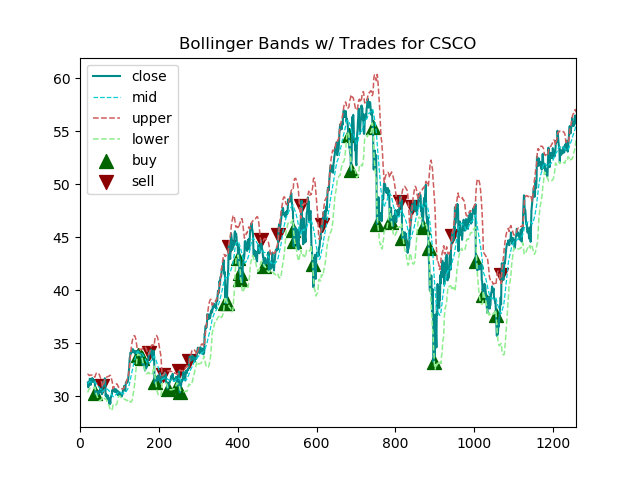 Bollinger Bands w/ Trades for CSCO
close
mid
upper
lower
buy
sell
60
55
50
45
40
35
30
0 200 400 600 800 1000 1200